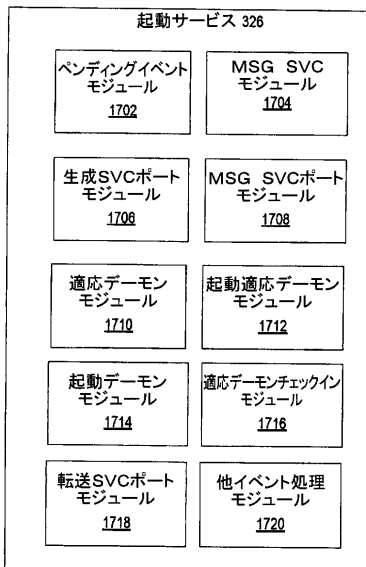 起動サービス 326
ペンディングイベント
モジュール
1702
MSG SVC
モジュール
1704
生成SVCポート
モジュール
1706
MSG SVCポート
モジュール
1708
適応デーモン
モジュール
1710
起動適応デーモン
モジュール
1712
起動デーモン
モジュール
1714
適応デーモンチェックイン
モジュール
1716
転送SVCポート
モジュール
1718
他イベント処理
モジュール
1720